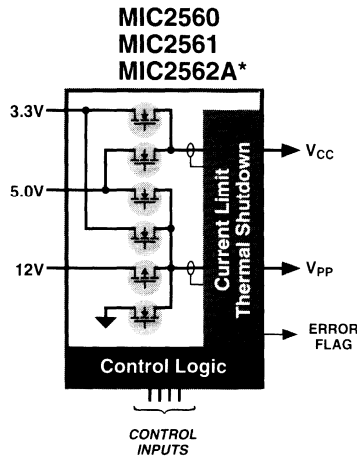 MIC2560
MIC2561
MIC2562A*
3.3V
5.0V
12V
Current Limit
Thermal Shutdown
VCC
VPP
ERROR
FLAG
Control Logic
CONTROL
INPUTS